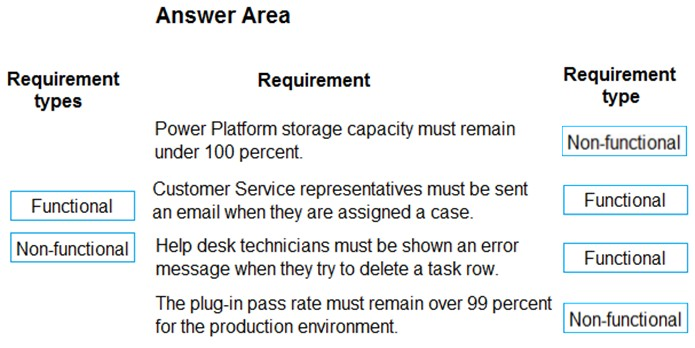 Answer Area
Requirement
types
Requirement
Requirement
type
Power Platform storage capacity must remain
under 100 percent.
Non-functional
Functional
Customer Service representatives must be sent
an email when they are assigned a case.
Functional
Non-functional
Help desk technicians must be shown an error
message when they try to delete a task row.
Functional
The plug-in pass rate must remain over 99 percent
for the production environment.
Non-functional